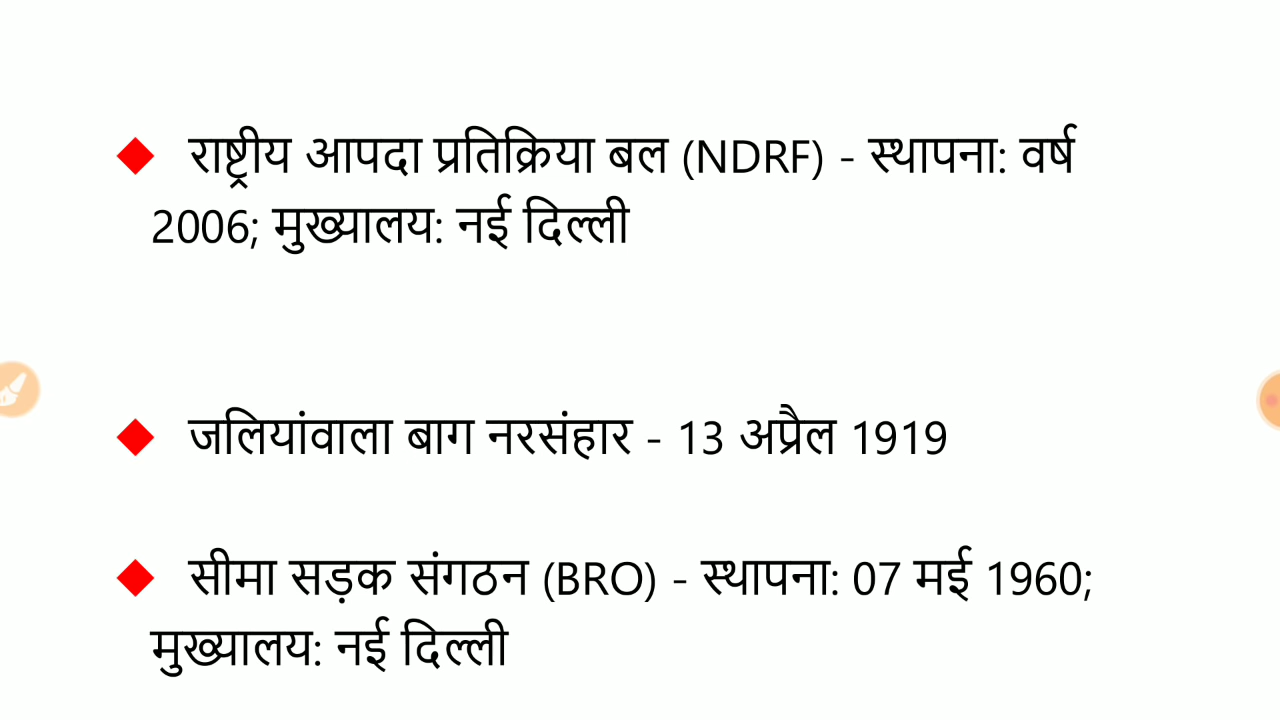 ◆ राष्ट्रीय आपदा प्रतिक्रिया बल (NDRF) - स्थापना: वर्ष
2006; मुख्यालय: नई दिल्ली
◆ जलियांवाला बाग नरसंहार - 13 अप्रैल 1919
◆ सीमा सड़क संगठन (BRO) - स्थापना: 07 मई 1960;
मुख्यालय: नई दिल्ली